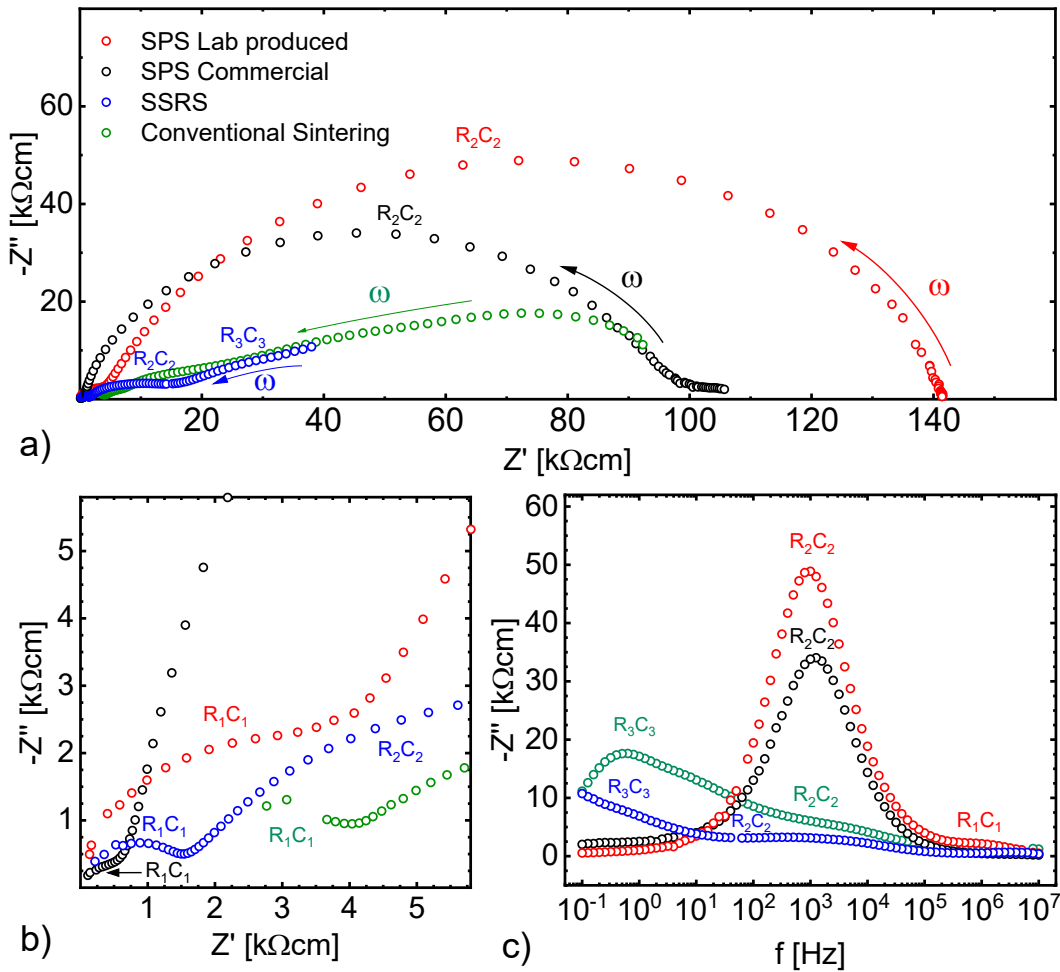 SPS Lab produced
SPS Commercial
SSRS
Conventional Sintering
-Z'' [kΩcm]
60
40
20
R₂C₂
R₂C₂
ω
ω
ω
R₃C₃
R₂C₂
ω
20 40 60 80 100 120 140
Z' [kΩcm]
a)
-Z'' [kΩcm]
5
4
3
2
1
R₁C₁
R₂C₂
R₁C₁
R₁C₁
R₁C₁
1 2 3 4 5
Z' [kΩcm]
b)
-Z'' [kΩcm]
60
50
40
30
20
10
0
R₂C₂
R₂C₂
R₃C₃
R₃C₃
R₂C₂
R₂C₂
R₁C₁
10⁻¹ 10⁰ 10¹ 10² 10³ 10⁴ 10⁵ 10⁶ 10⁷
f [Hz]
c)